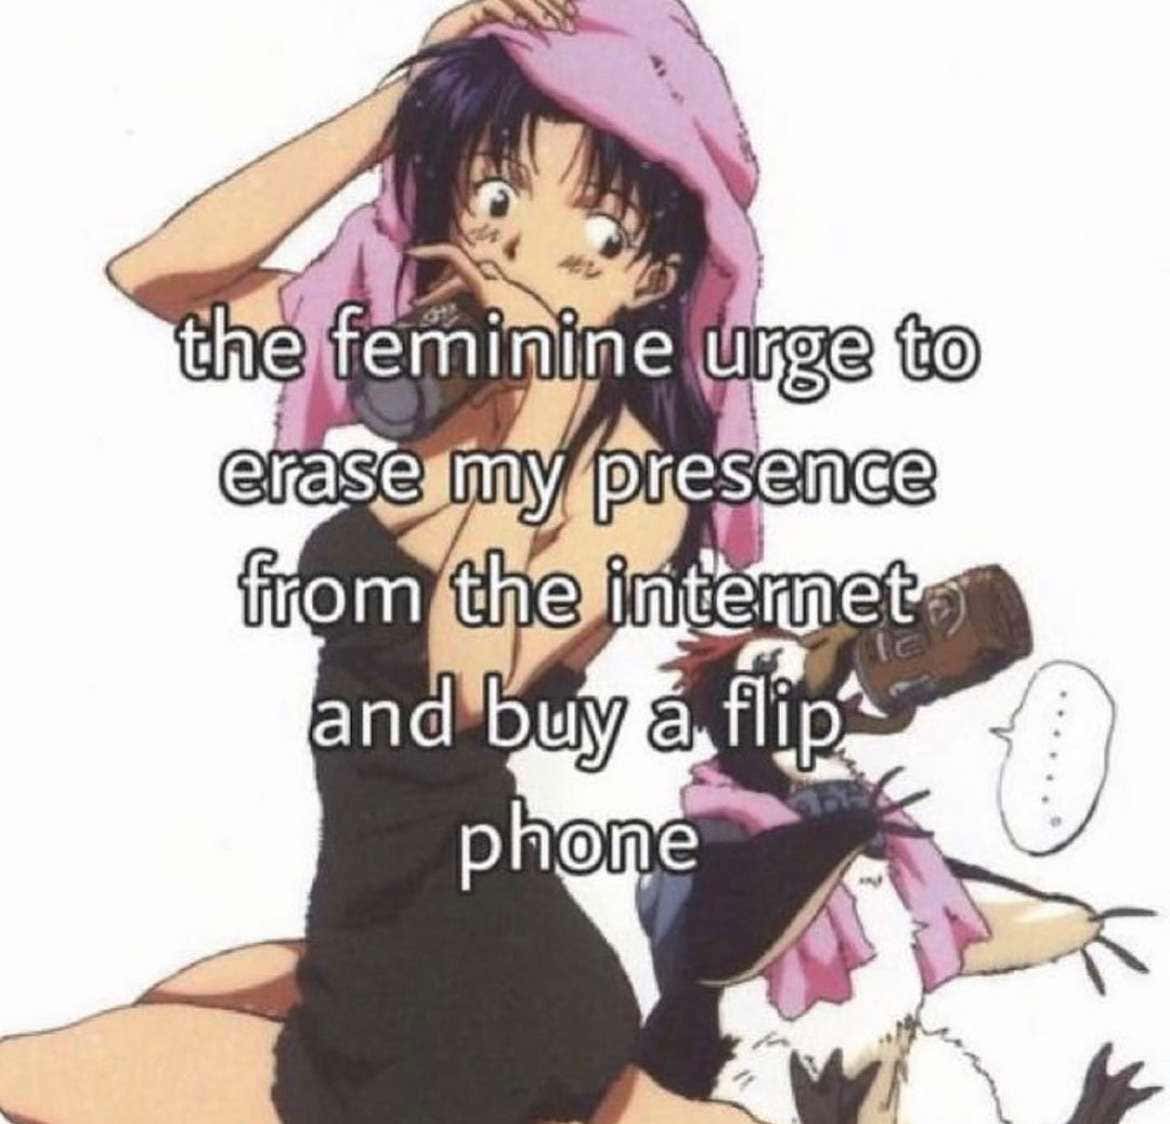 the feminine urge to
erase my presence
from the internet
and buy a flip
phone